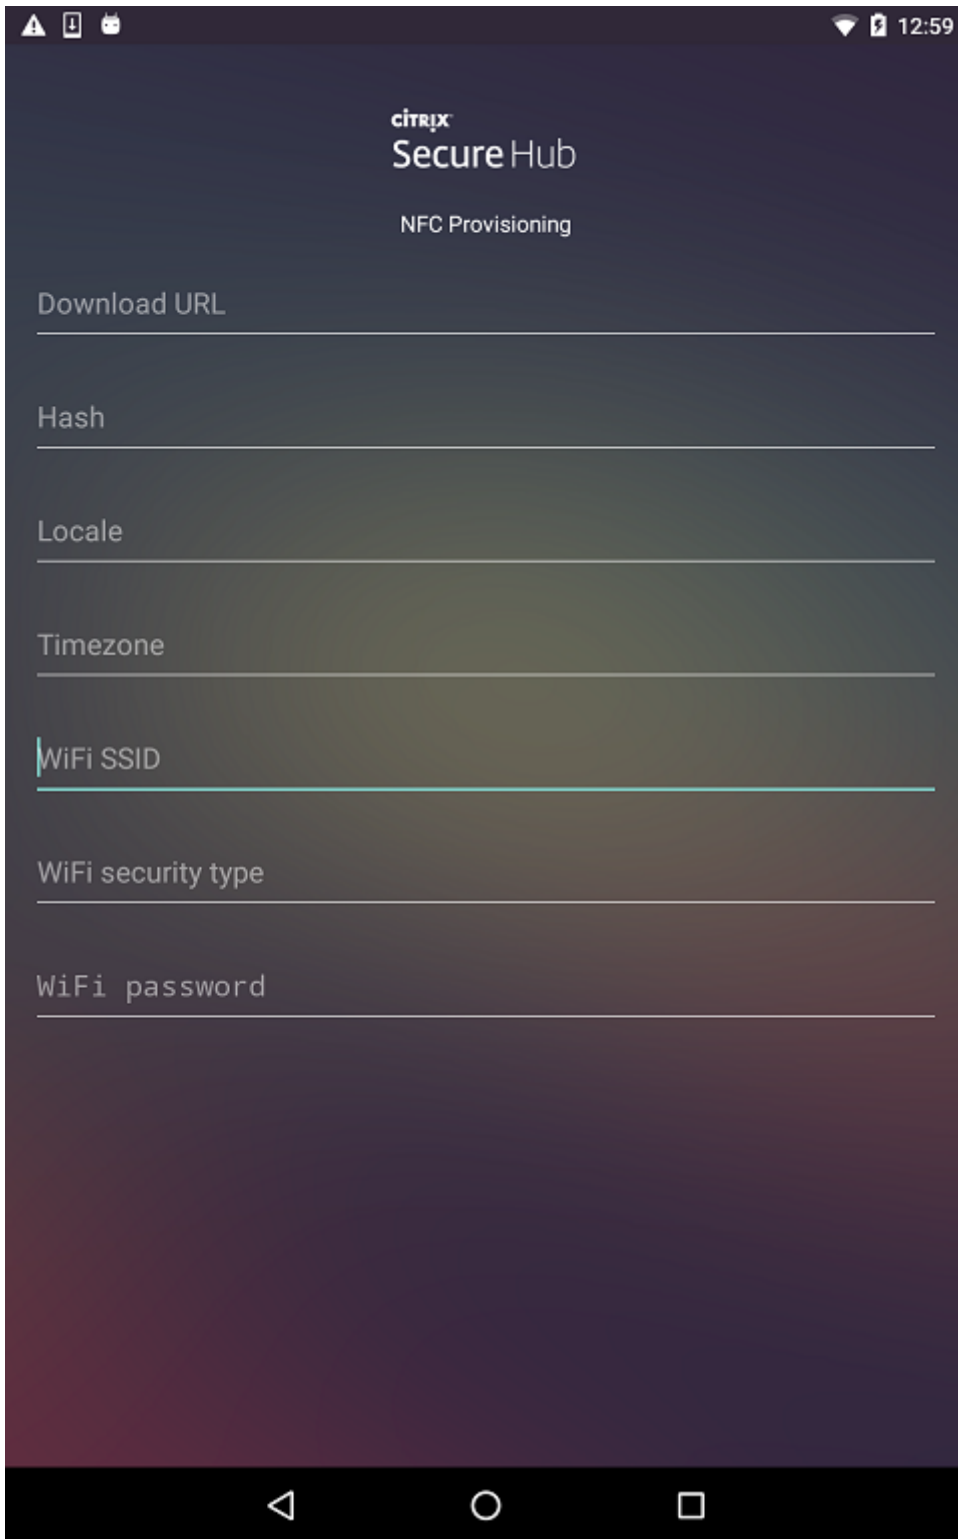 12:59
CiTRiX
Secure Hub
NFC Provisioning
Download URL
Hash
Locale
Timezone
WiFi SSID
WiFi security type
WiFi password